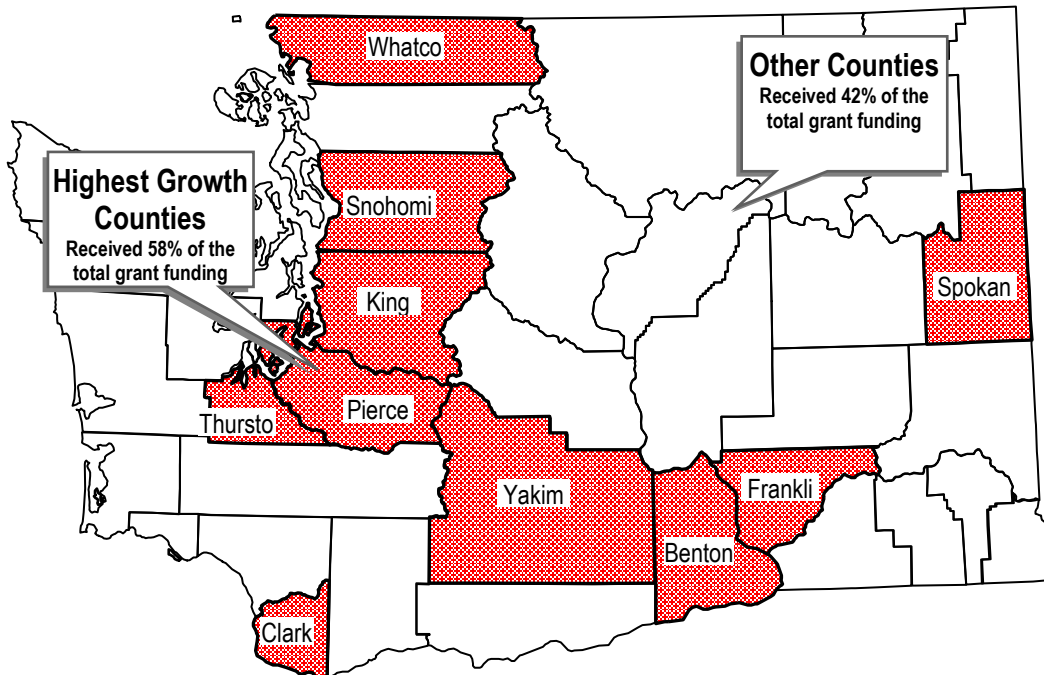 Whatco
Other Counties
Received 42% of the
total grant funding
Highest Growth
Counties
Received 58% of the
total grant funding
Snohomi
King
Spokan
Thursto
Pierce
Yakim
Frankli
Benton
Clark